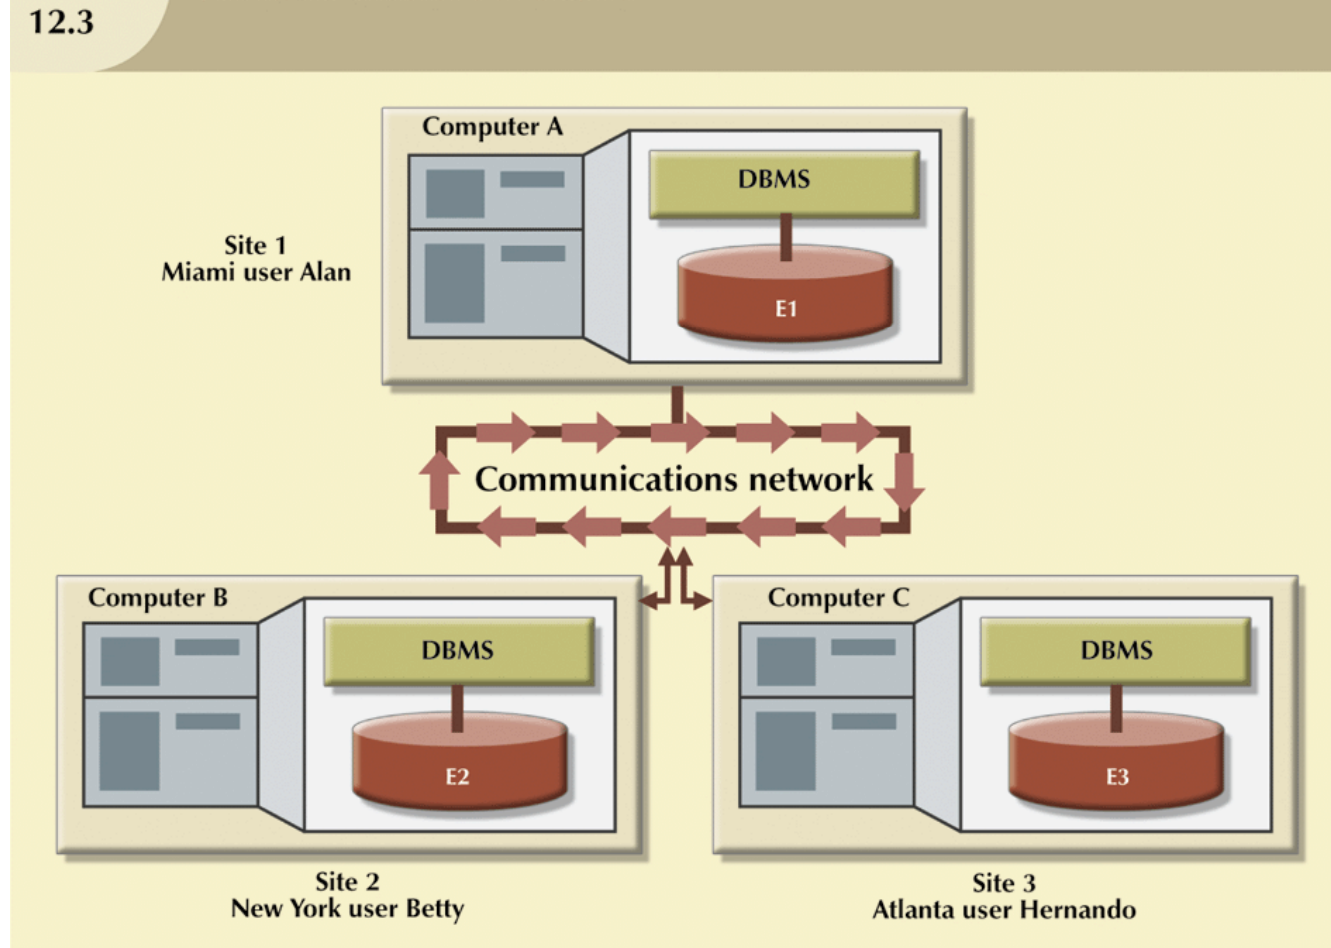 12.3
Computer A
DBMS
E1
Site 1
Miami user Alan
Communications network
Computer B
DBMS
E2
Site 2
New York user Betty
Computer C
DBMS
E3
Site 3
Atlanta user Hernando